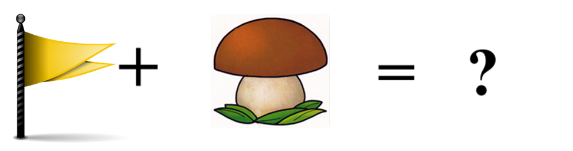 + = ?